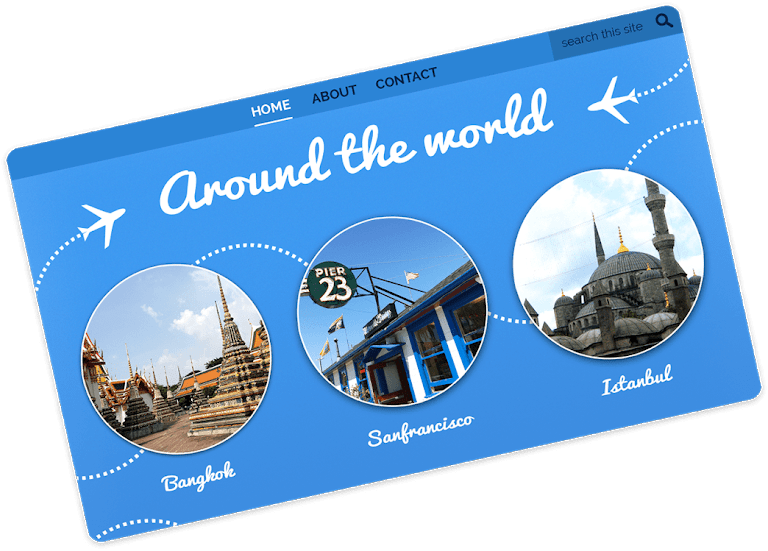 HOME ABOUT CONTACT
search this site
Around the world
PIER
23
Bangkok
Sanfrancisco
Istanbul